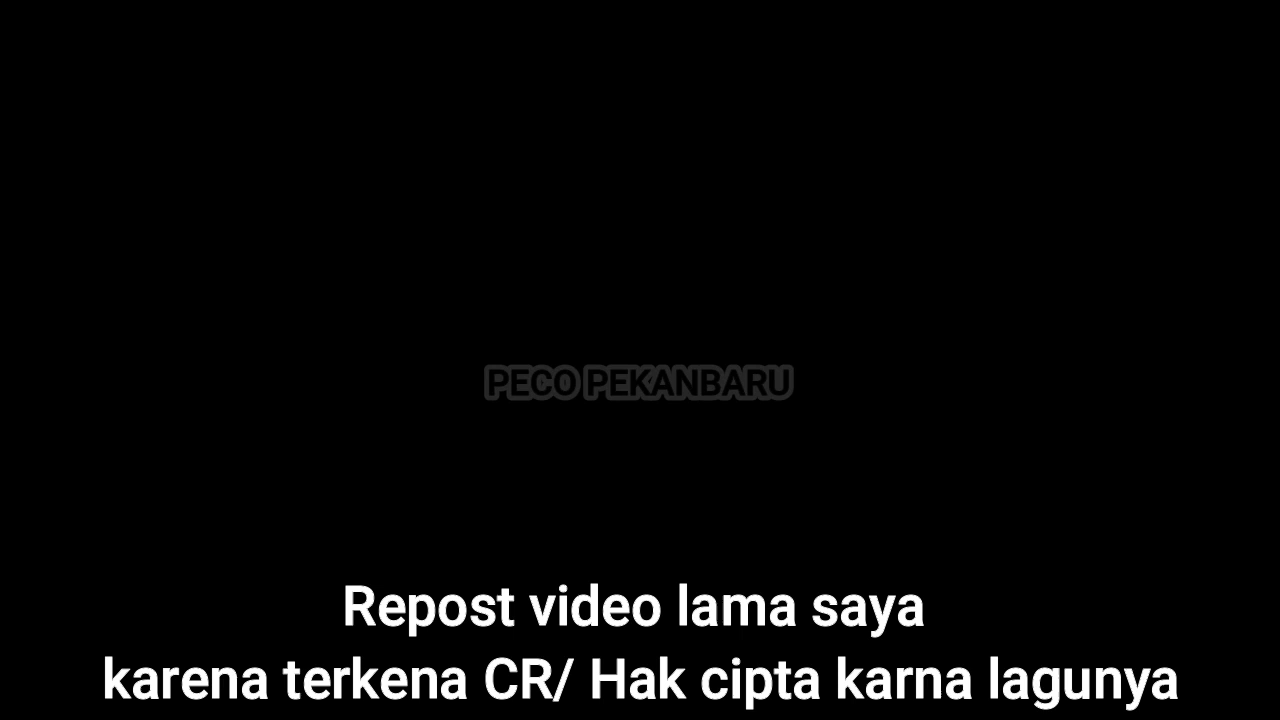 PECO PEKANBARU
Repost video lama saya
karena terkena CR/ Hak cipta karna lagunya